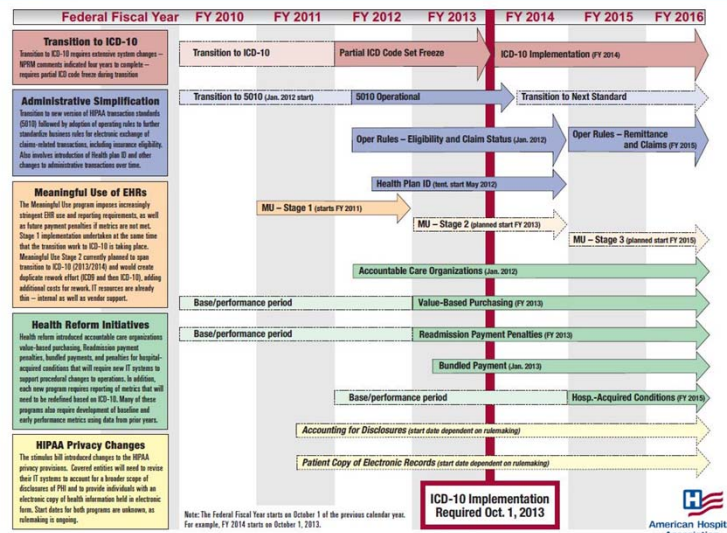 Federal Fiscal Year FY 2010 FY 2011 FY 2012 FY 2013 FY 2014 FY 2015 FY 2016
Transition to ICD-10
Transition to ICD-10 requires extensive system changes –
NPRM comments indicated four years to complete –
requires partial ICD code freeze during transition
Transition to ICD-10
Partial ICD Code Set Freeze
ICD-10 Implementation (FY 2014)
Administrative Simplification
Transition to new version of HIPAA transaction standards
(5010) followed by adoption of operating rules to further
standardize business rules for electronic exchange of
claims-related transactions, including insurance eligibility.
Also involves introduction of Health plan ID and other
changes to administrative transactions over time.
Transition to 5010 (Jan. 2012 start)
5010 Operational
Transition to Next Standard
Oper Rules – Eligibility and Claim Status (Jan. 2012)
Oper Rules – Remittance
and Claims (FY 2015)
Health Plan ID (tent. start May 2012)
Meaningful Use of EHRs
The Meaningful Use program imposes increasingly
stringent EHR use and reporting requirements, as well
as future payment penalties if metrics are not met.
Stage 1 implementation undertaken at the same time
that the transition work to ICD-10 is taking place.
Meaningful Use Stage 2 currently planned to span
transition to ICD-10 (2013/2014) and would create
duplicate rework effort (ICD9 and then ICD-10), adding
additional costs for rework. IT resources are already
thin – internal as well as vendor support.
MU – Stage 1 (starts FY 2011)
MU – Stage 2 (planned start FY 2013)
MU – Stage 3 (planned start FY 2015)
Accountable Care Organizations (Jan. 2012)
Base/performance period
Value-Based Purchasing (FY 2013)
Health Reform Initiatives
Health reform introduced accountable care organizations
value-based purchasing, Readmission payment
penalties, bundled payments, and penalties for hospital-
acquired conditions that will require new IT systems to
support procedural changes to operations. In addition,
each new program requires reporting of metrics that will
need to be redefined based on ICD-10. Many of these
programs also require development of baseline and
early performance metrics using data from prior years.
Base/performance period
Readmission Payment Penalties (FY 2013)
Bundled Payment (Jan. 2013)
Base/performance period
Hosp.-Acquired Conditions (FY 2015)
HIPAA Privacy Changes
The stimulus bill introduced changes to the HIPAA
privacy provisions. Covered entities will need to revise
their IT systems to account for a broader scope of
disclosures of PHI and to provide individuals with an
electronic copy of health information held in electronic
form. Start dates for both programs are unknown, as
rulemaking is ongoing.
Accounting for Disclosures (start date dependent on rulemaking)
Patient Copy of Electronic Records (start date dependent on rulemaking)
ICD-10 Implementation
Required Oct. 1, 2013
Note: The Federal Fiscal Year starts on October 1 of the previous calendar year.
For example, FY 2014 starts on October 1, 2013.
American Hospit